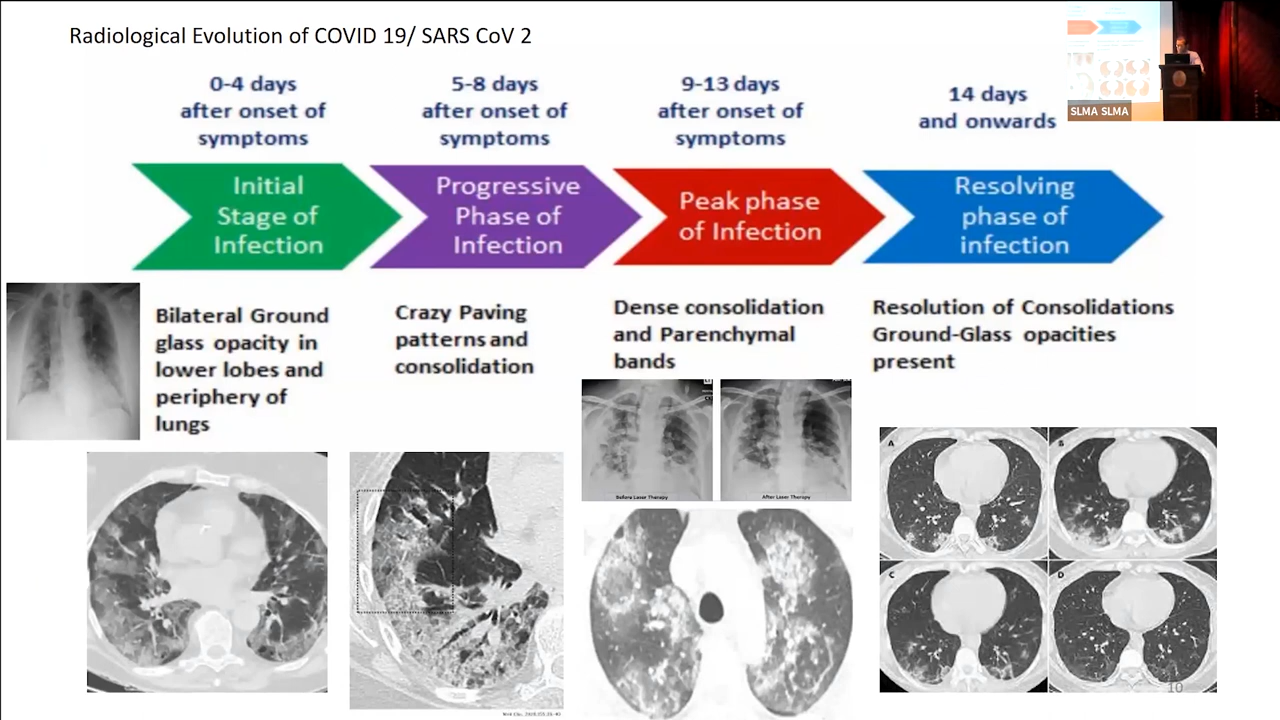 Radiological Evolution of COVID 19/ SARS CoV 2
0-4 days
after onset of
symptoms
5-8 days
after onset of
symptoms
9-13 days
after onset of
symptoms
14 days
and onwards
SLMA SLMA
Initial
Stage of
Infection
Progressive
Phase of
Infection
Peak phase
of Infection
Resolving
phase of
infection
Bilateral Ground
glass opacity in
lower lobes and
periphery of
lungs
Crazy Paving
patterns and
consolidation
Dense consolidation
and Parenchymal
bands
Resolution of Consolidations
Ground-Glass opacities
present
Before Laser Therapy
After Laser Therapy
A
B
C
D
10